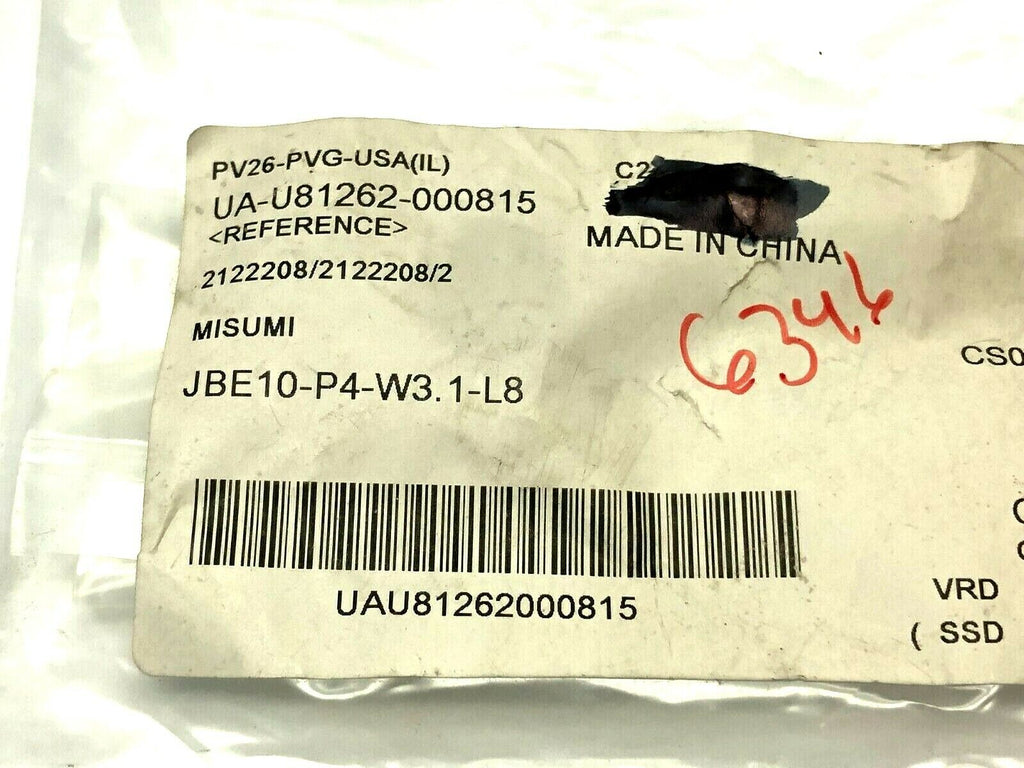 PV26-PVG-USA(IL)
UA-U81262-000815
<REFERENCE>
2122208/2122208/2
MISUMI
JBE10-P4-W3.1-L8
UAU81262000815
C2
MADE IN CHINA
CS0
VRD
( SSD